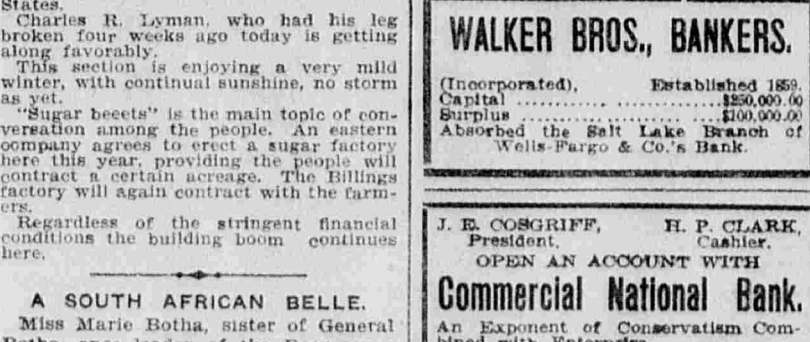 States.
Charles R. Lyman, who had his leg
broken four weeks ago today is getting
along favorably.
This section is enjoying a very mild
winter, with continual sunshine, no storm
as yet.
"Sugar beeets" is the main topic of con-
versation among the people. An eastern
company agrees to erect a sugar factory
here this year, providing the people will
contract a certain acreage. The Billings
factory will again contract with the farm-
ers.
Regardless of the stringent financial
conditions the building boom continues
here.
A SOUTH AFRICAN BELLE.
Miss Marie Botha, sister of General
WALKER BROS., BANKERS.
(Incorporated), Established 1859.
Capital ....................$250,000.00
Surplus ....................$100,000.00
Absorbed the Salt Lake Branch of
Wells-Fargo & Co.'s Bank.
J. E. COSGRIFF, H. P. CLARK,
President, Cashier.
OPEN AN ACCOUNT WITH
Commercial National Bank.
An Exponent of Conservatism Com-